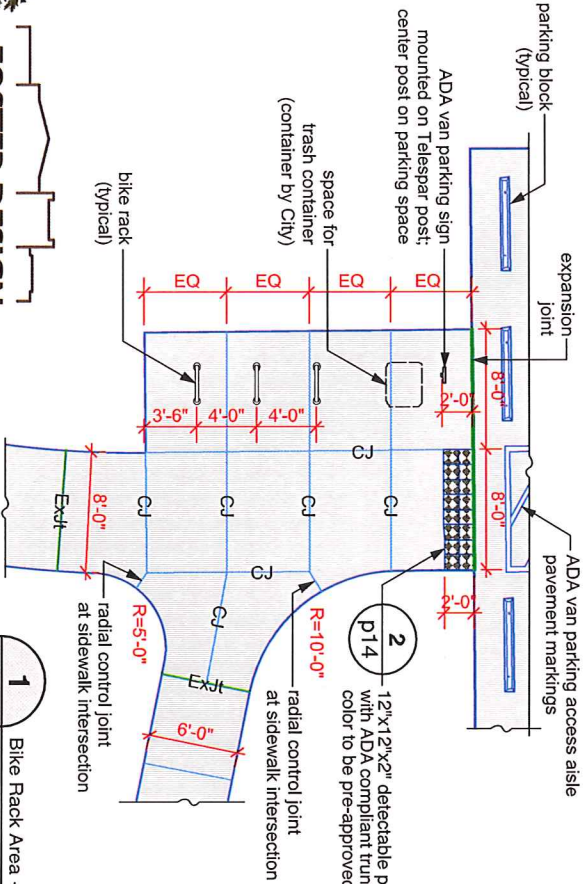 parking block
(typical)
ADA van parking sign
mounted on Telespar post;
center post on parking space
space for
trash container
(container by City)
bike rack
(typical)
expansion
joint
ADA van parking access aisle
pavement markings
8'-0"
8'-0"
2'-0"
2'-0"
EQ
EQ
EQ
EQ
3'-6"
4'-0"
4'-0"
CJ
CJ
CJ
CJ
CJ
CJ
CJ
ExJt
8'-0"
ExJt
6'-0"
R=5'-0"
R=10'-0"
2
p14
12"x12"x2" detectable p
with ADA compliant trun
color to be pre-approved
radial control joint
at sidewalk intersection
radial control joint
at sidewalk intersection
1
Bike Rack Area